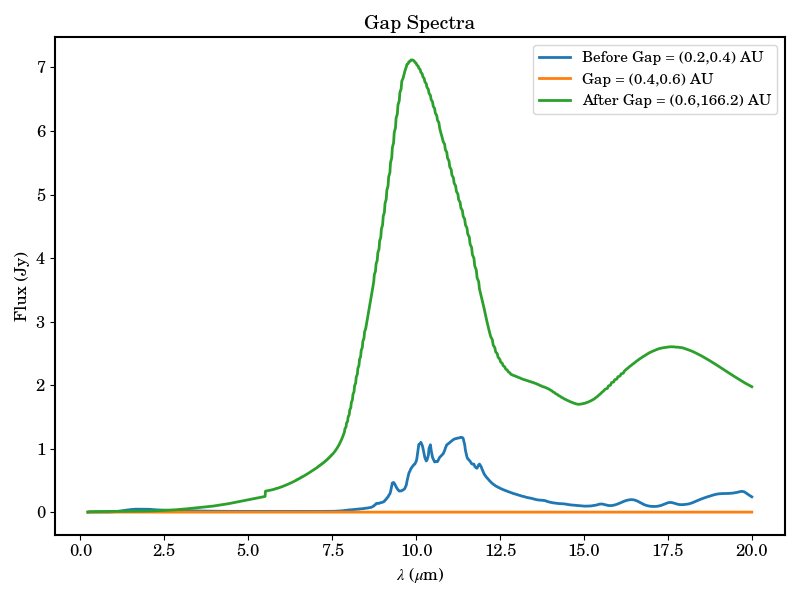 Gap Spectra
Before Gap = (0.2,0.4) AU
Gap = (0.4,0.6) AU
After Gap = (0.6,166.2) AU
Flux (Jy)
7
6
5
4
3
2
1
0
0.0 2.5 5.0 7.5 10.0 12.5 15.0 17.5 20.0
λ (μm)